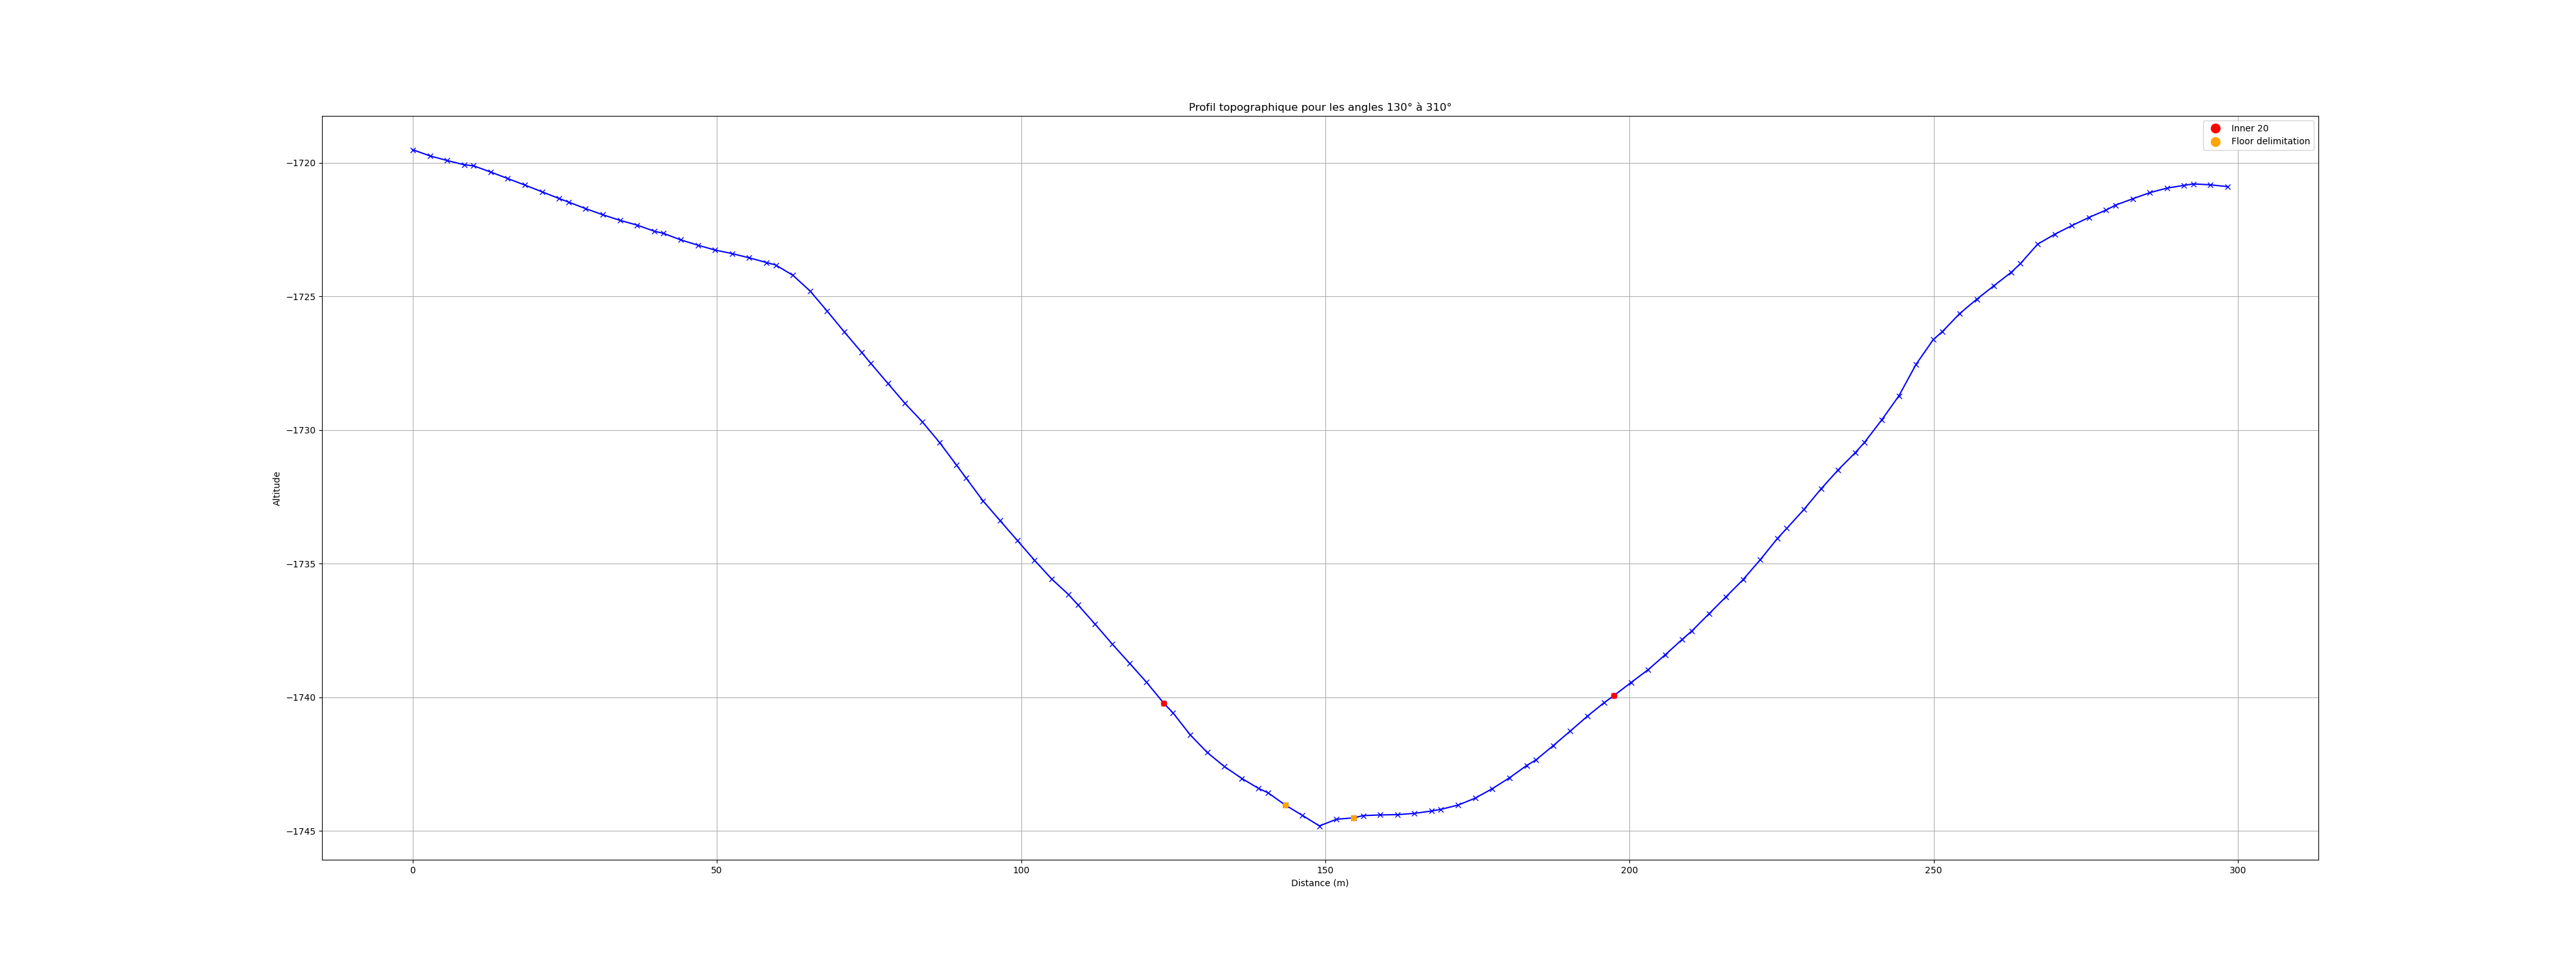 Profil topographique pour les angles 130° à 310°
Inner 20
Floor delimitation
Altitude
−1720
−1725
−1730
−1735
−1740
−1745
0 50 100 150 200 250 300
Distance (m)